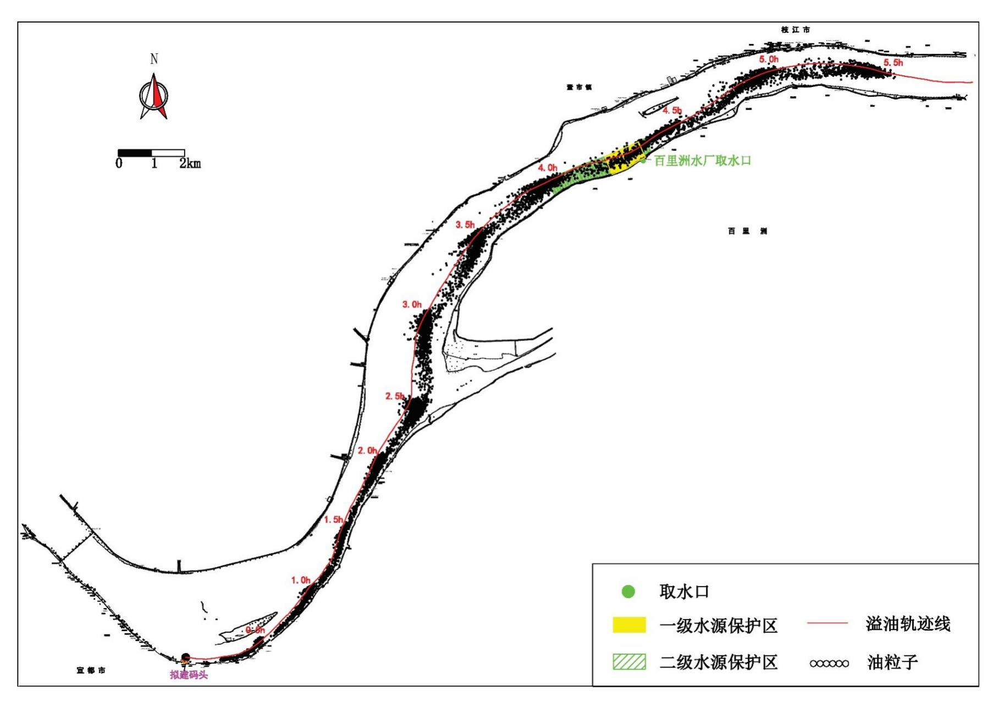 枝江市
N
5.0h
5.5h
董市镇
4.5h
0 1 2km
百里洲水厂取水口
4.0h
3.5h
百里洲
3.0h
2.5h
2.0h
1.5h
1.0h
0.5h
宜都市
拟建码头
取水口
一级水源保护区
溢油轨迹线
二级水源保护区
油粒子